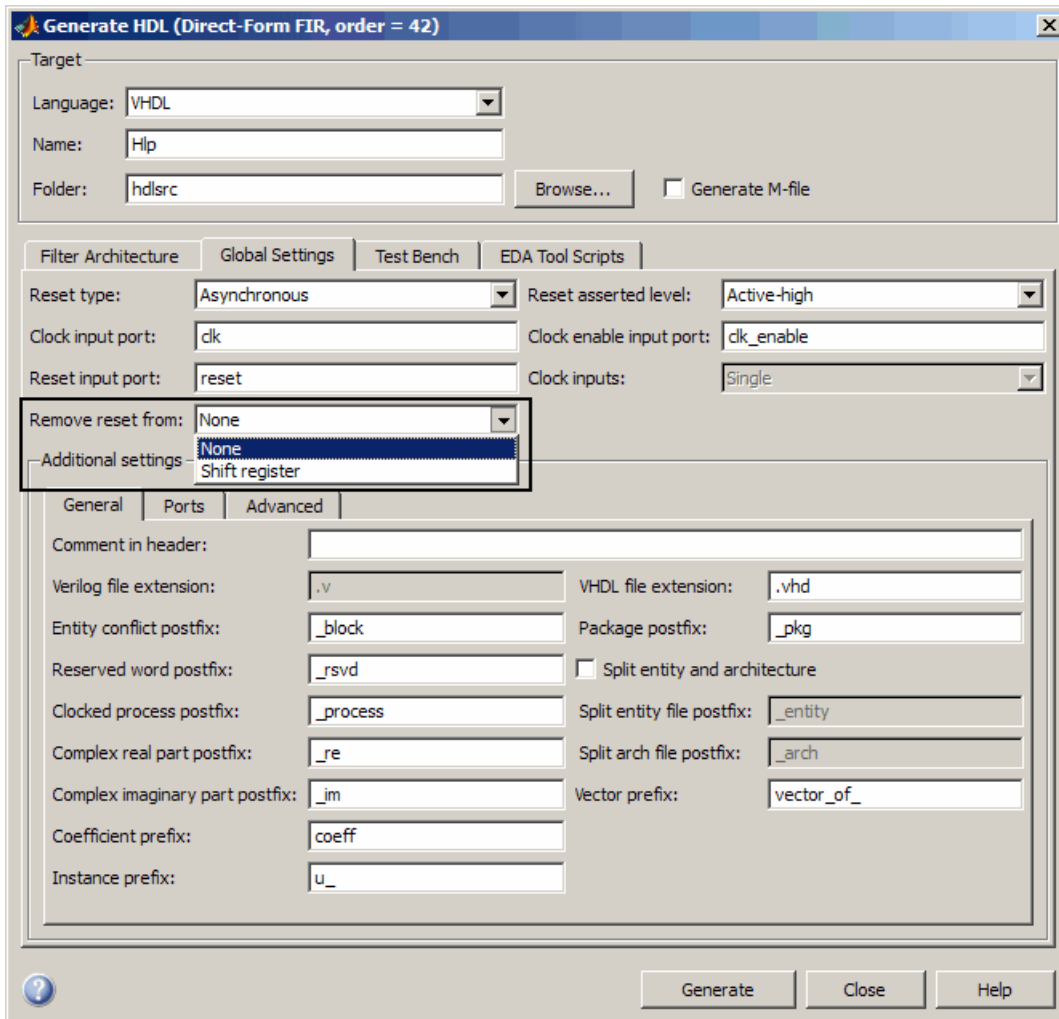 Generate HDL (Direct-Form FIR, order = 42)
Target
Language: VHDL
Name: Hlp
Folder: hdlsrc Browse... Generate M-file
Filter Architecture Global Settings Test Bench EDA Tool Scripts
Reset type: Asynchronous Reset asserted level: Active-high
Clock input port: clk Clock enable input port: clk_enable
Reset input port: reset Clock inputs: Single
Remove reset from: None
None
Additional settings
Shift register
General Ports Advanced
Comment in header:
Verilog file extension: .v VHDL file extension: .vhd
Entity conflict postfix: _block Package postfix: _pkg
Reserved word postfix: _rsvd Split entity and architecture
Clocked process postfix: _process Split entity file postfix: _entity
Complex real part postfix: _re Split arch file postfix: _arch
Complex imaginary part postfix: _im Vector prefix: vector_of_
Coefficient prefix: coeff
Instance prefix: u_
? Generate Close Help